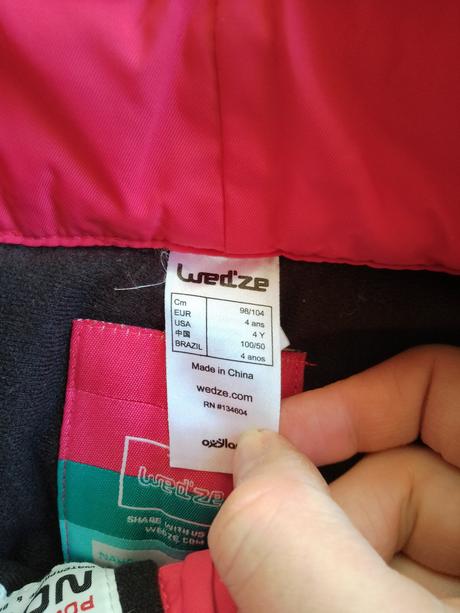 Wed'ze
Cm 98/104
EUR 4 ans
USA 4 Y
中国 100/50
BRAZIL 4 anos
Made in China
wedze.com
RN #134604
oxylane
Wed'ze
SHARE WITH US
WEDZE.COM